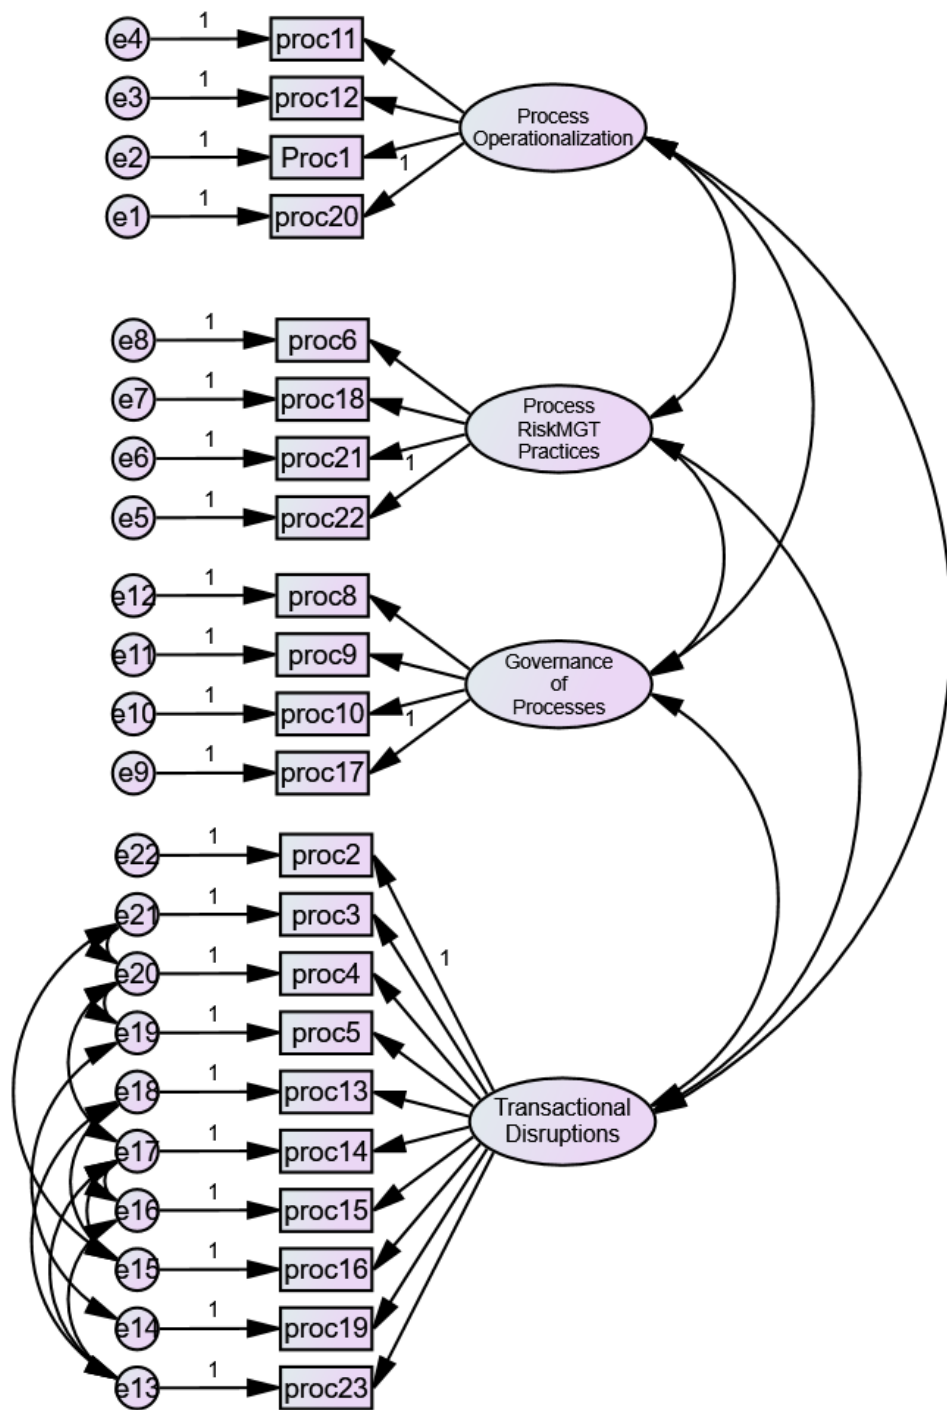 e4 1 proc11
e3 1 proc12
e2 1 Proc1
e1 1 proc20
1
Process
Operationalization
e8 1 proc6
e7 1 proc18
e6 1 proc21
e5 1 proc22
1
Process
RiskMGT
Practices
e12 1 proc8
e11 1 proc9
e10 1 proc10
e9 1 proc17
1
Governance
of
Processes
e22 1 proc2
e21 1 proc3
e20 1 proc4
e19 1 proc5
e18 1 proc13
e17 1 proc14
e16 1 proc15
e15 1 proc16
e14 1 proc19
e13 1 proc23
1
Transactional
Disruptions